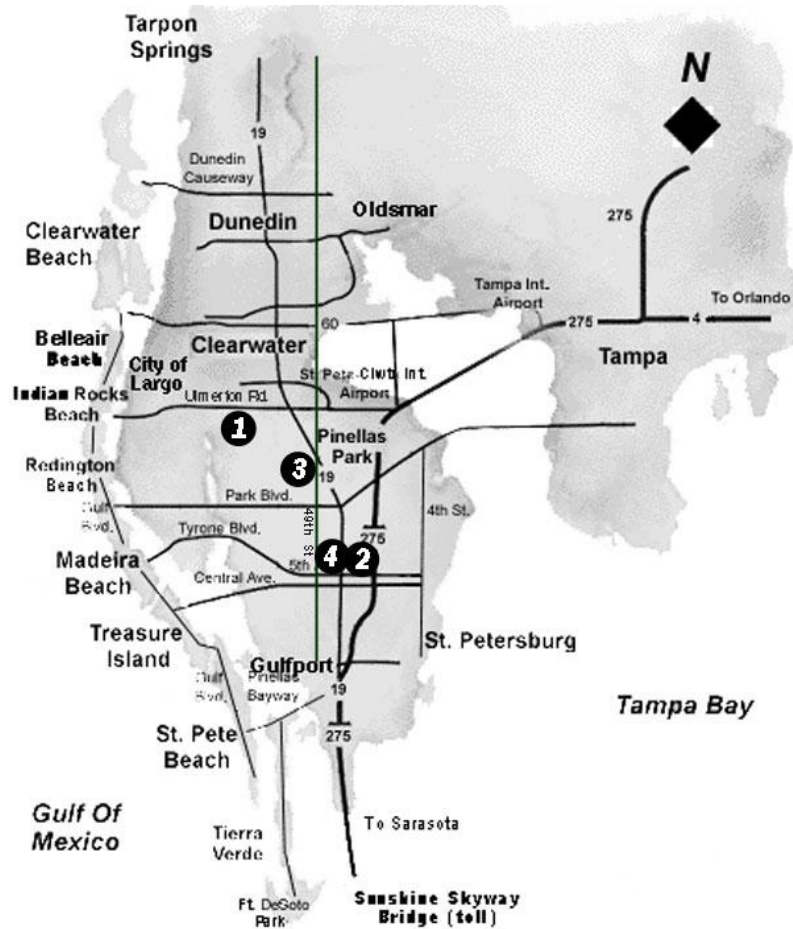 Tarpon
Springs
N
19
Dunedin
Causeway
Dunedin
Oldsmar
275
Clearwater
Beach
Tampa Int.
Airport
To Orlando
60
275
4
Belleair
Beach
Clearwater
Tampa
City of
Largo
St. Pete-Clwtr Int.
Airport
Indian Rocks
Beach
Ulmerton Rd.
1
Pinellas
Park
3
19
Redington
Beach
Park Blvd.
Gulf
Blvd.
49th St
4th St.
Tyrone Blvd.
275
Madeira
Beach
5th
4
2
Central Ave.
Treasure
Island
St. Petersburg
Gulfport
Gulf
Blvd.
Pinellas
Bayway
19
St. Pete
Beach
275
Tampa Bay
Gulf Of
Mexico
To Sarasota
Tierra
Verde
Ft. DeSoto
Park
Sunshine Skyway
Bridge (toll)